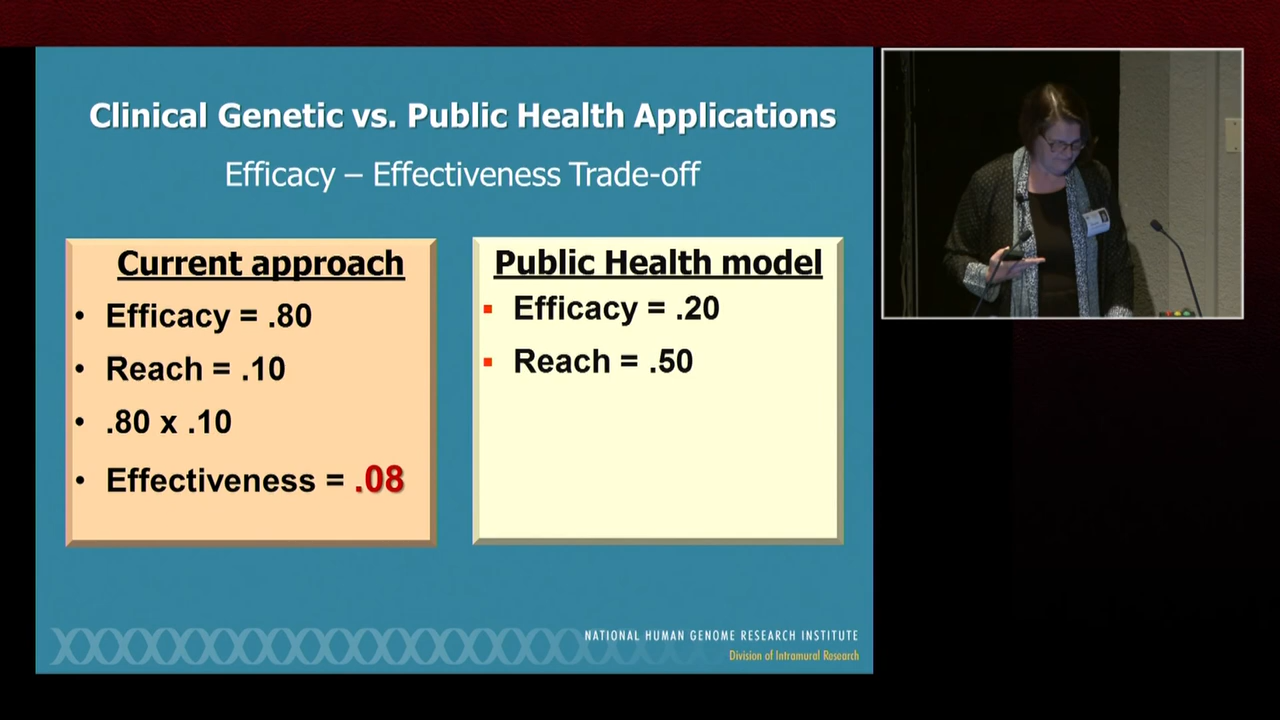 Clinical Genetic vs. Public Health Applications
Efficacy – Effectiveness Trade-off
Current approach
• Efficacy = .80
• Reach = .10
• .80 x .10
• Effectiveness = .08
Public Health model
▪ Efficacy = .20
▪ Reach = .50
NATIONAL HUMAN GENOME RESEARCH INSTITUTE
Division of Intramural Research